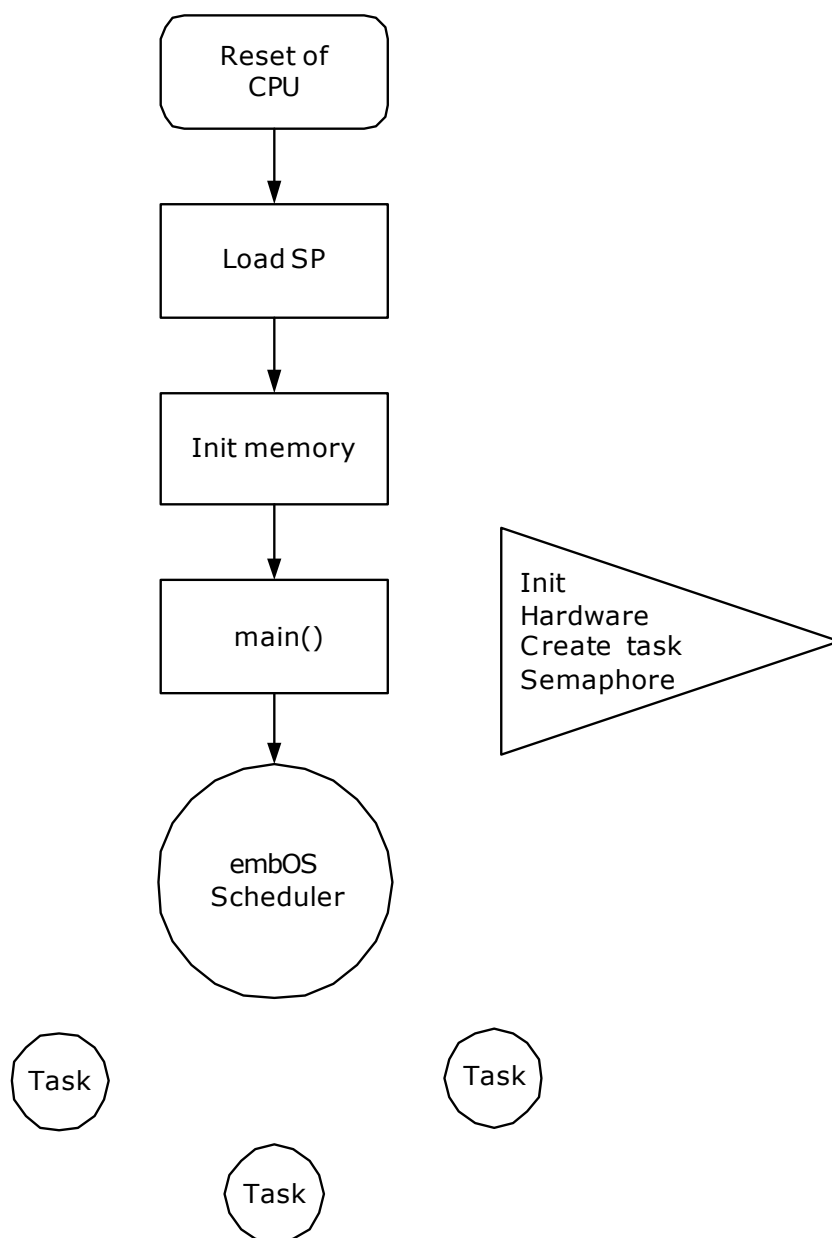 Reset of
CPU
Load SP
Init memory
main()
Init
Hardware
Create task
Semaphore
embOS
Scheduler
Task
Task
Task